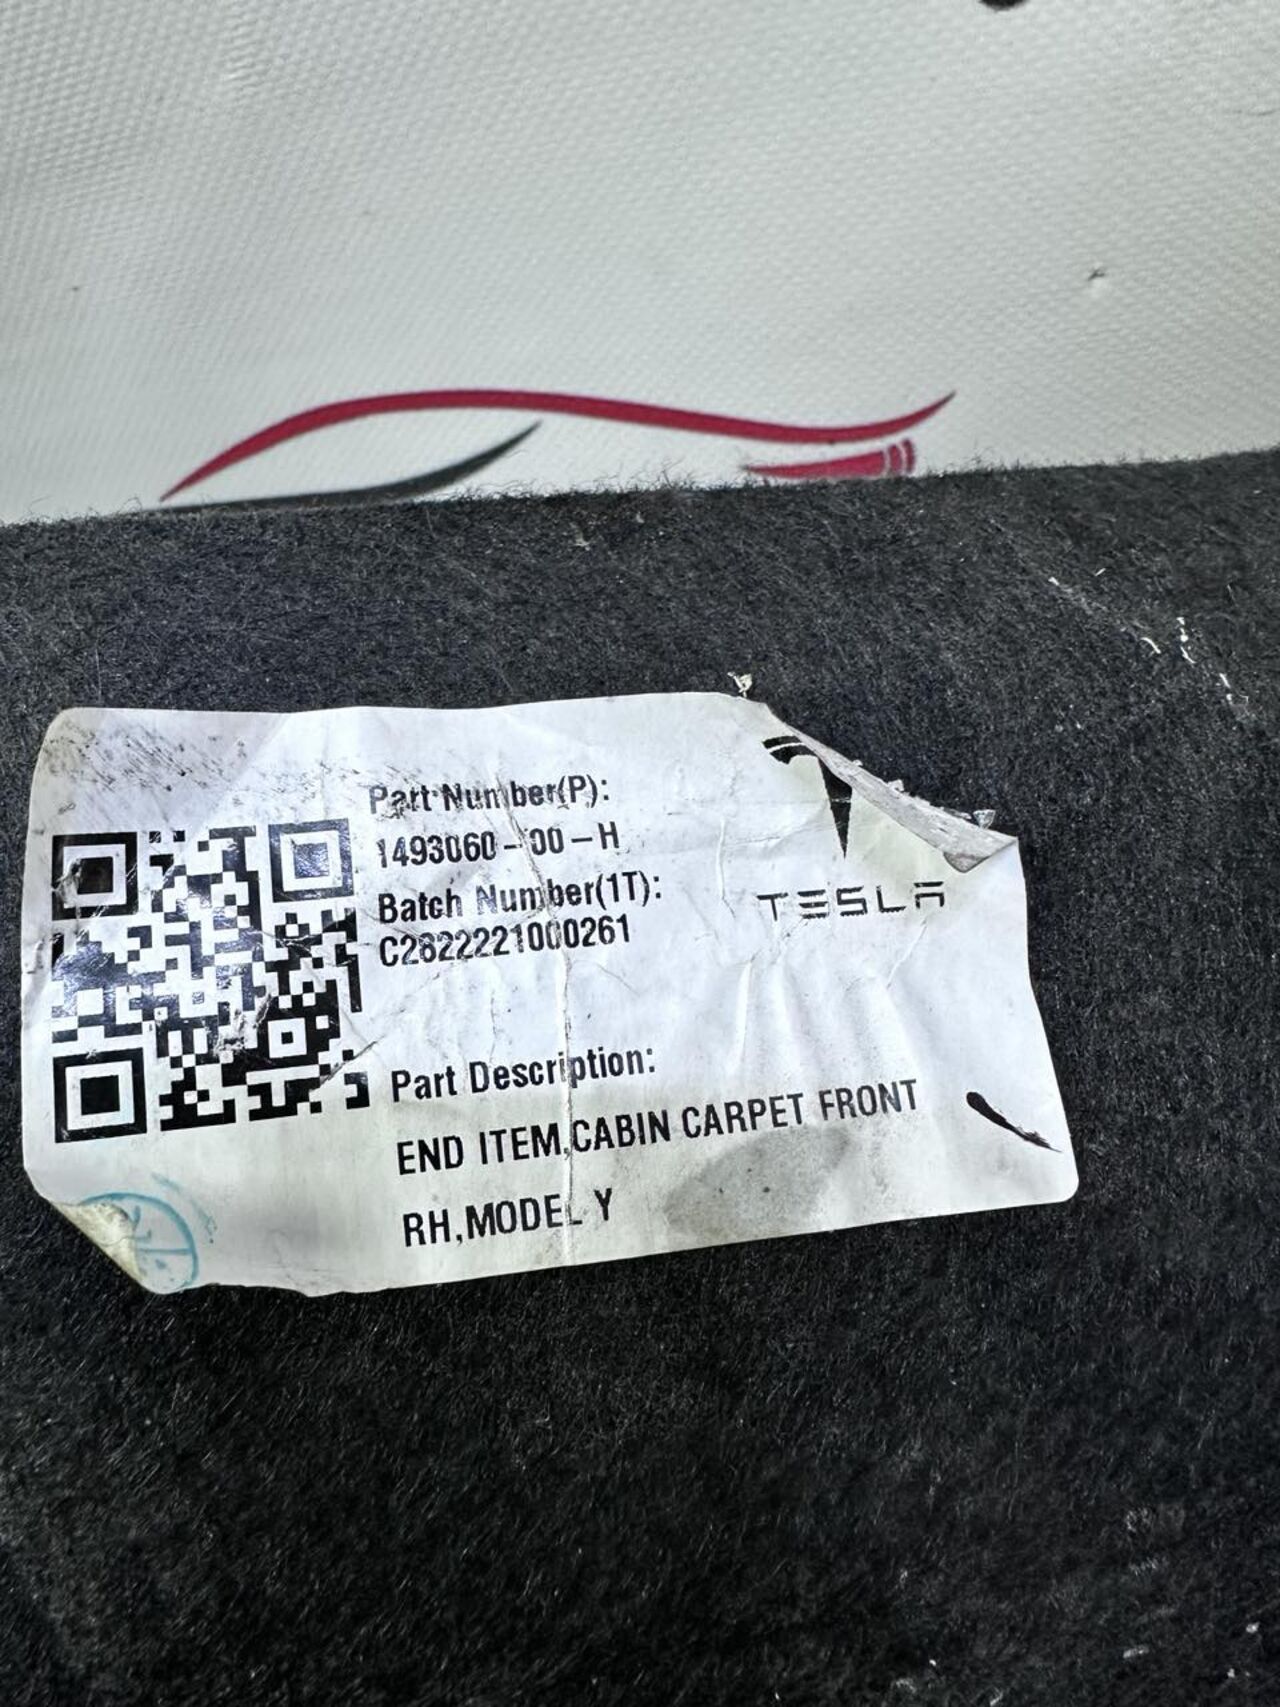 Part Number(P):
1493060-00-H
Batch Number(1T):
C2822221000261
TESLA
Part Description:
END ITEM,CABIN CARPET FRONT
RH,MODEL Y